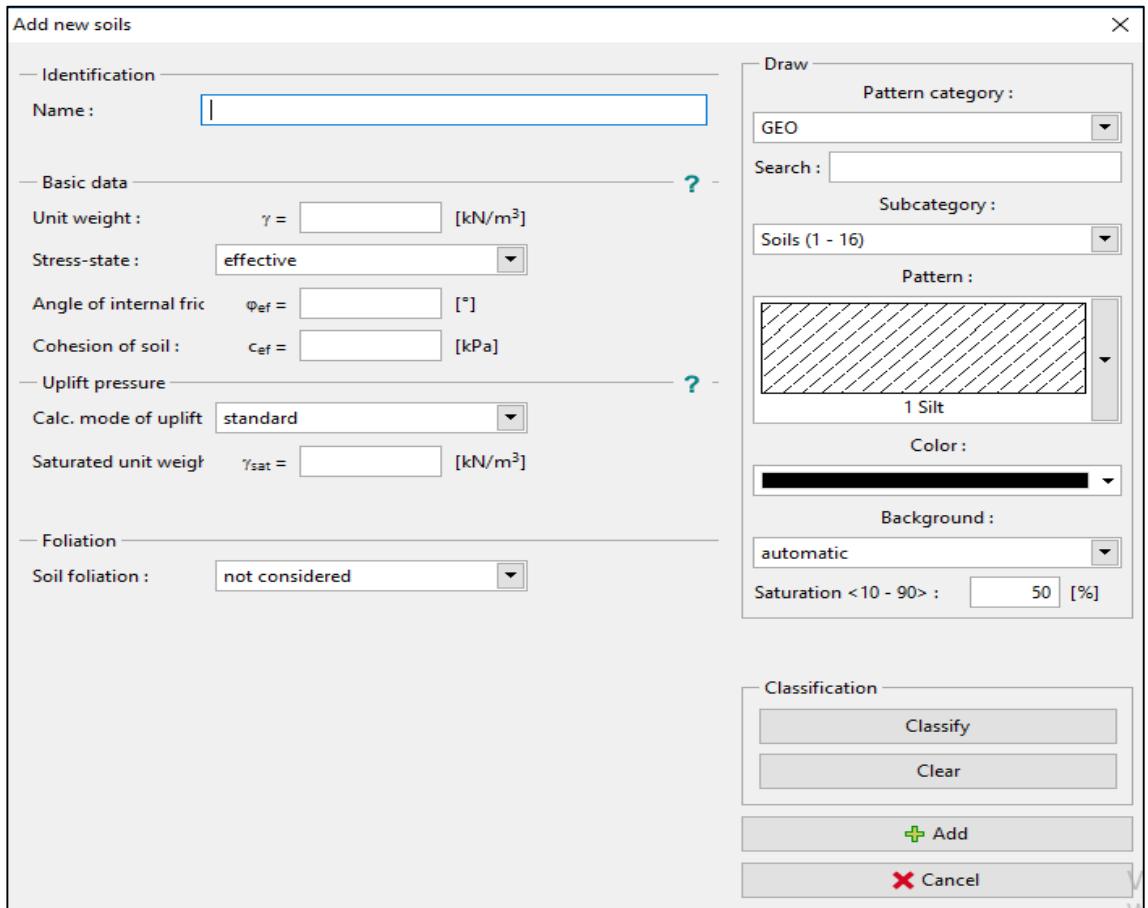 Add new soils
Identification
Name :
Basic data ?
Unit weight : γ = [kN/m³]
Stress-state : effective
Angle of internal fric φef = [°]
Cohesion of soil : cef = [kPa]
Uplift pressure ?
Calc. mode of uplift standard
Saturated unit weigh γsat = [kN/m³]
Foliation
Soil foliation : not considered
Draw
Pattern category :
GEO
Search :
Subcategory :
Soils (1 - 16)
Pattern :
1 Silt
Color :
Background :
automatic
Saturation <10 - 90> : 50 [%]
Classification
Classify
Clear
Add
Cancel